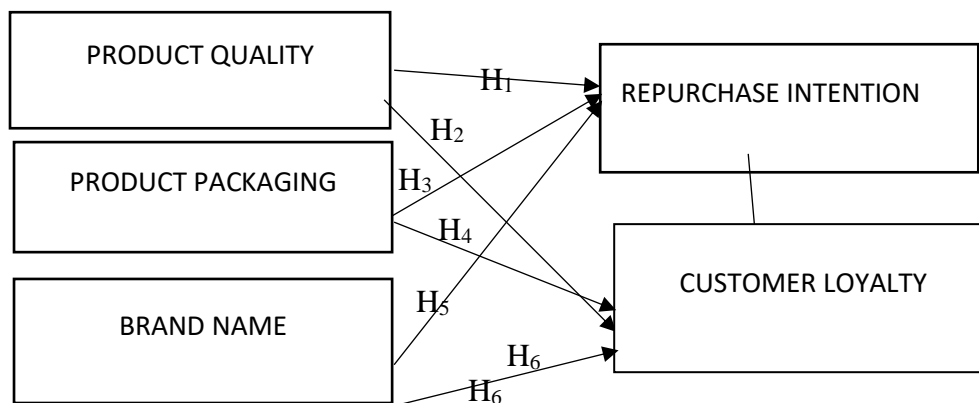 PRODUCT QUALITY
H1
REPURCHASE INTENTION
H2
PRODUCT PACKAGING
H3
H4
CUSTOMER LOYALTY
H5
BRAND NAME
H6
H6